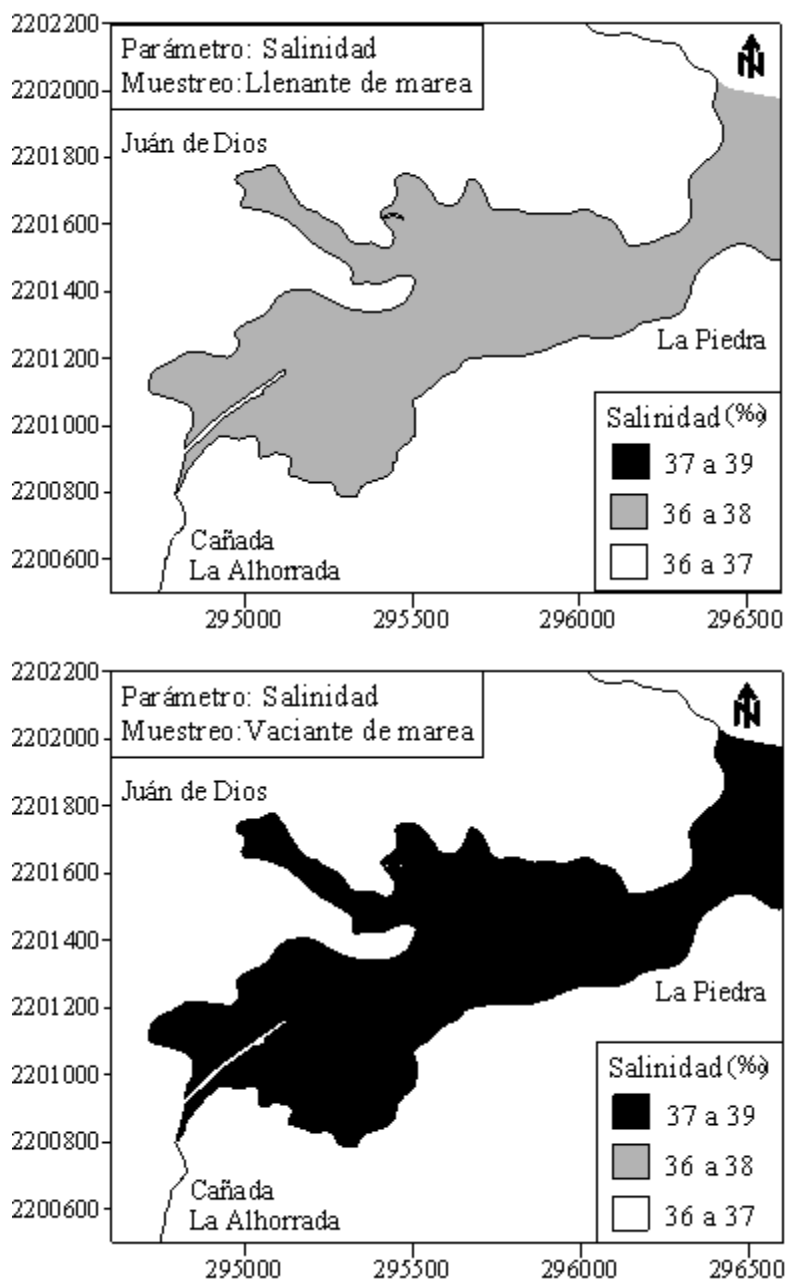 Parámetro: Salinidad
Muestreo: Llenante de marea
N
Juán de Dios
La Piedra
Cañada
La Alhorrada
Salinidad (‰)
37 a 39
36 a 38
36 a 37
2202200
2202000
2201800
2201600
2201400
2201200
2201000
2200800
2200600
295000
295500
296000
296500
Parámetro: Salinidad
Muestreo: Vaciante de marea
N
Juán de Dios
La Piedra
Cañada
La Alhorrada
Salinidad (‰)
37 a 39
36 a 38
36 a 37
2202200
2202000
2201800
2201600
2201400
2201200
2201000
2200800
2200600
295000
295500
296000
296500